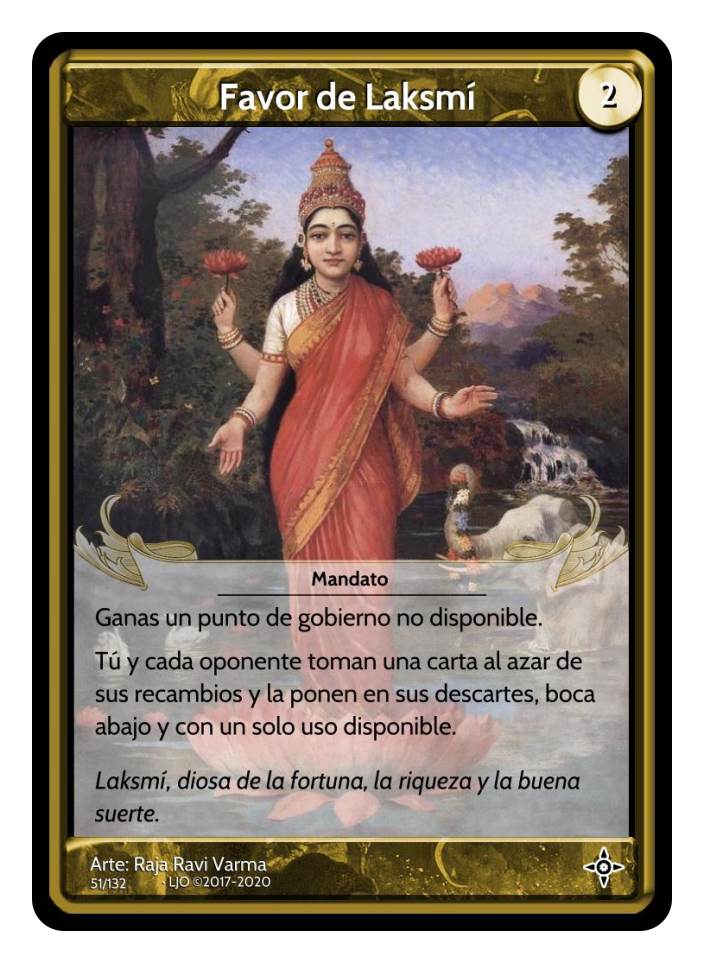 Favor de Laksmí
2
Mandato
Ganas un punto de gobierno no disponible.
Tú y cada oponente toman una carta al azar de
sus recambios y la ponen en sus descartes, boca
abajo y con un solo uso disponible.
Laksmí, diosa de la fortuna, la riqueza y la buena
suerte.
Arte: Raja Ravi Varma
51/132 · LJO ©2017-2020